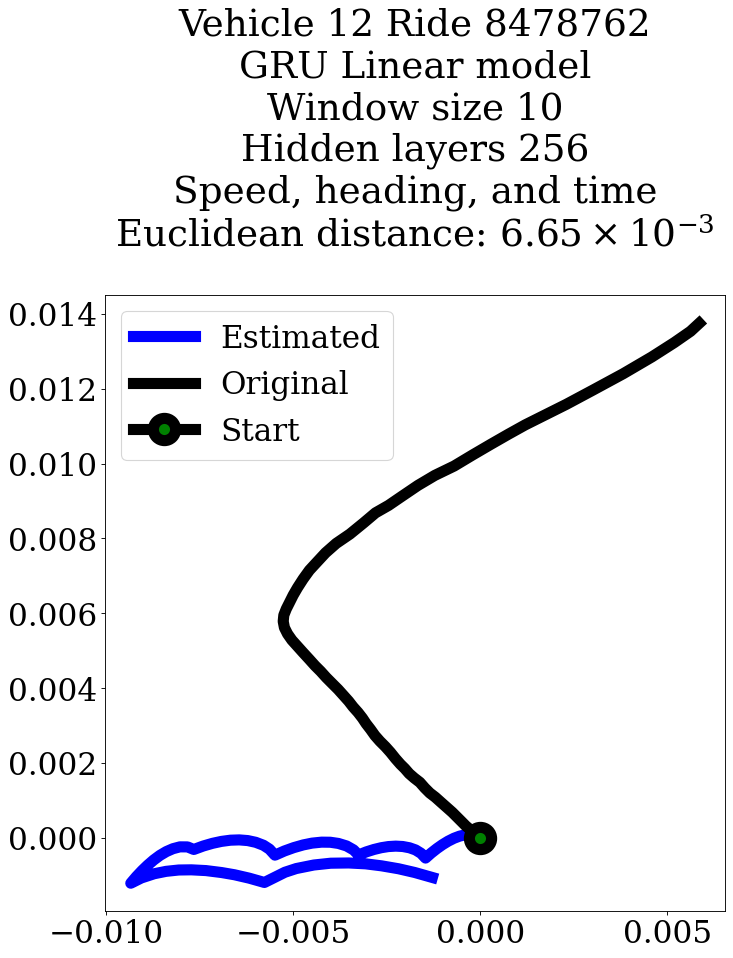 Vehicle 12 Ride 8478762
GRU Linear model
Window size 10
Hidden layers 256
Speed, heading, and time
Euclidean distance: 6.65 × 10⁻³
Estimated
Original
Start
0.014
0.012
0.010
0.008
0.006
0.004
0.002
0.000
−0.010 −0.005 0.000 0.005